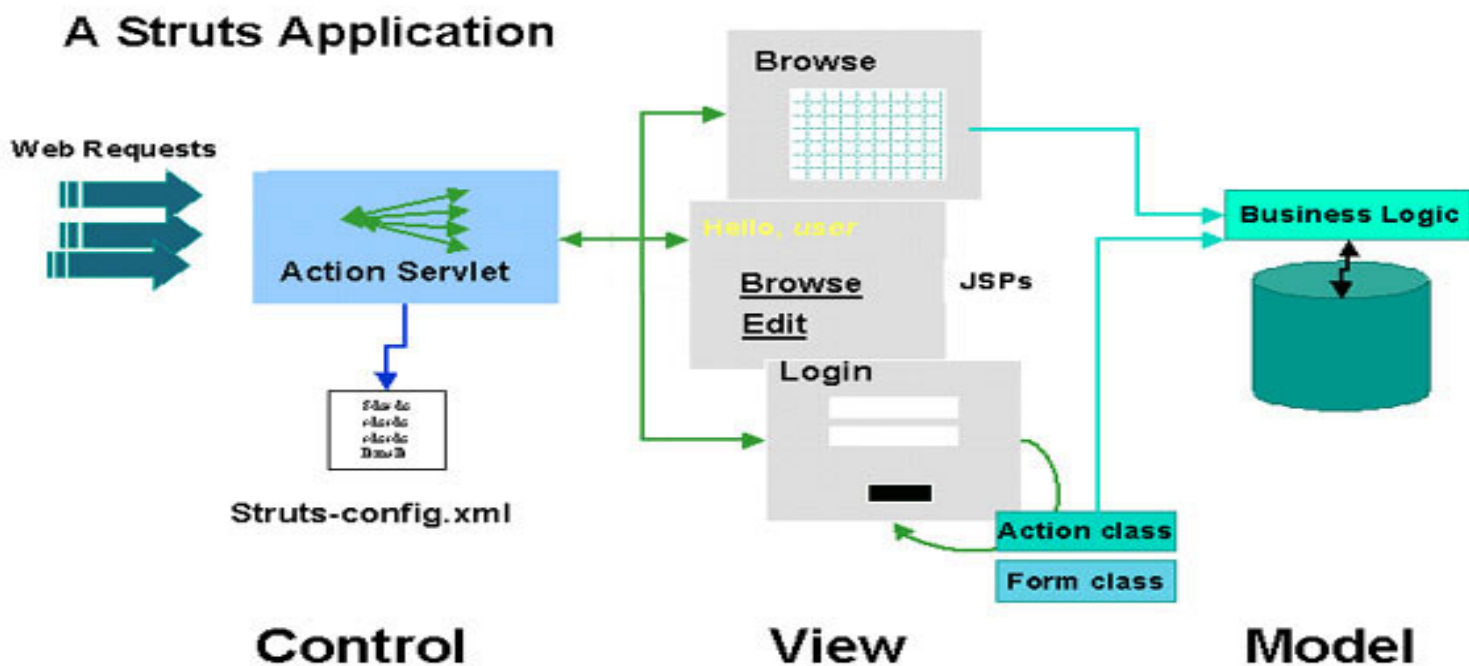 A Struts Application
Web Requests
Action Servlet
Struts-config.xml
Browse
Hello, user
Browse
Edit
JSPs
Login
Action class
Form class
Business Logic
Control
View
Model